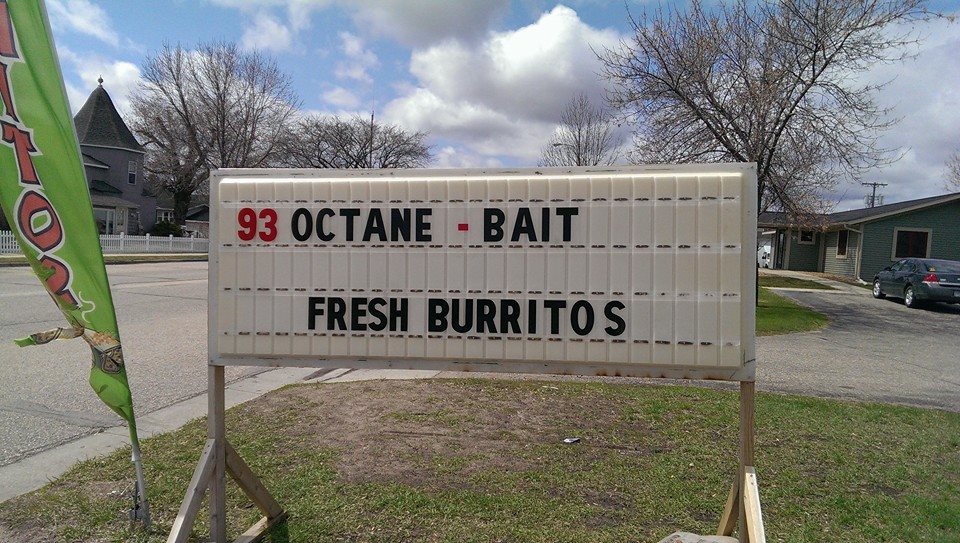 93 OCTANE - BAIT
FRESH BURRITOS